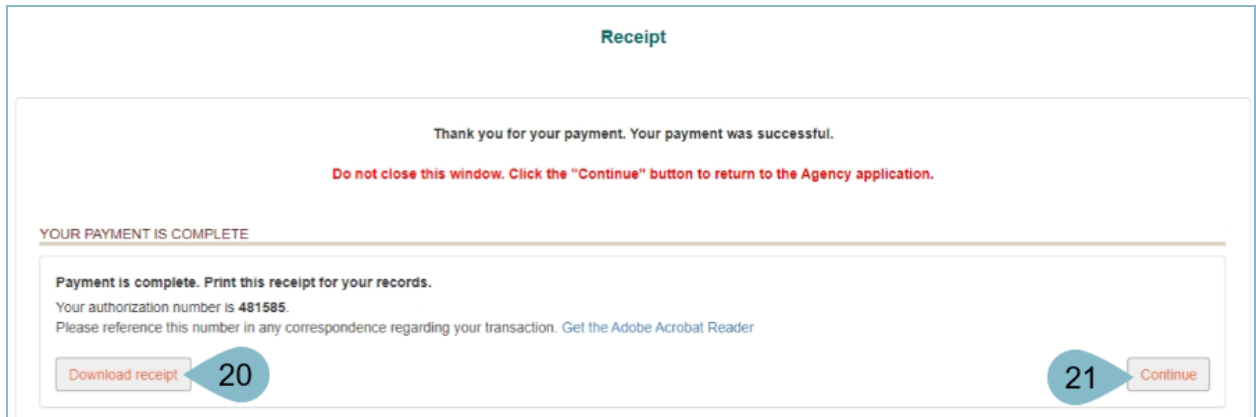 Receipt
Thank you for your payment. Your payment was successful.
Do not close this window. Click the "Continue" button to return to the Agency application.
YOUR PAYMENT IS COMPLETE
Payment is complete. Print this receipt for your records.
Your authorization number is 481585.
Please reference this number in any correspondence regarding your transaction. Get the Adobe Acrobat Reader
Download receipt 20 21 Continue